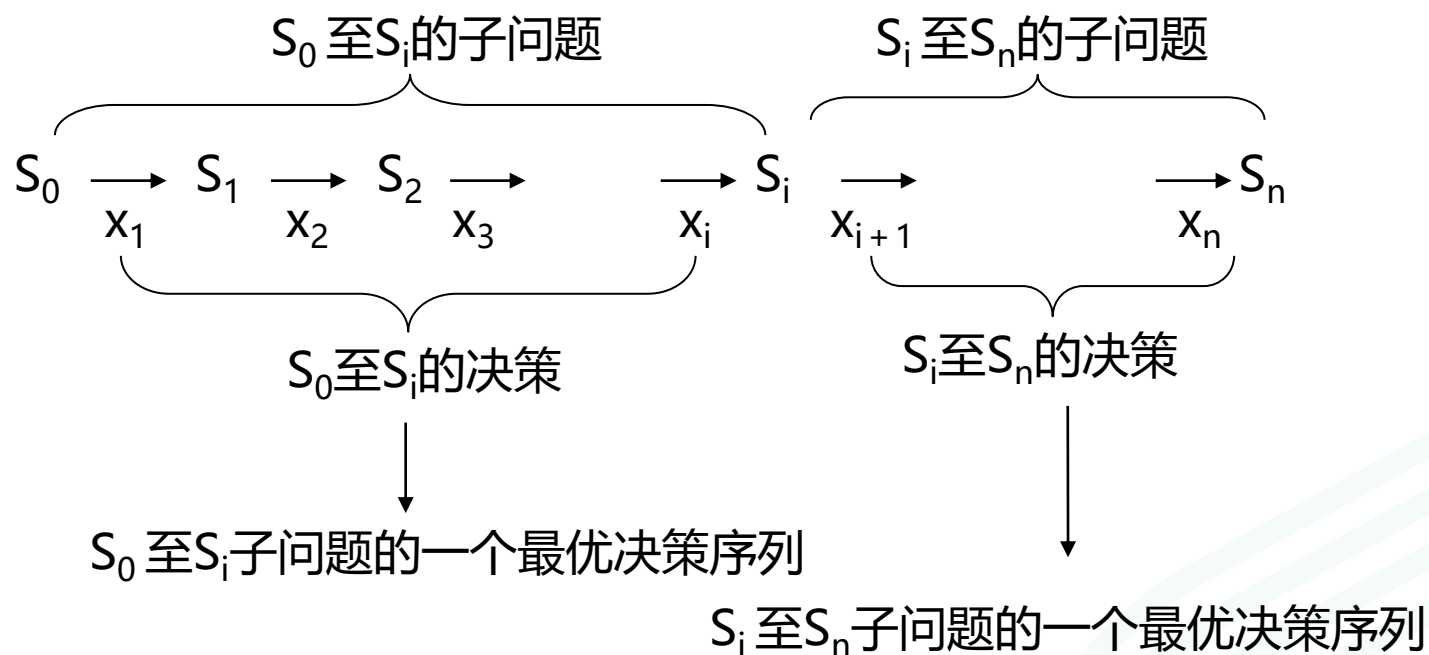 S₀ 至Sᵢ的子问题 Sᵢ 至Sₙ的子问题
S₀ → S₁ → S₂ → → Sᵢ → → Sₙ
x₁ x₂ x₃ xᵢ xᵢ₊₁ xₙ
S₀至Sᵢ的决策 Sᵢ至Sₙ的决策
S₀ 至Sᵢ子问题的一个最优决策序列
Sᵢ 至Sₙ子问题的一个最优决策序列